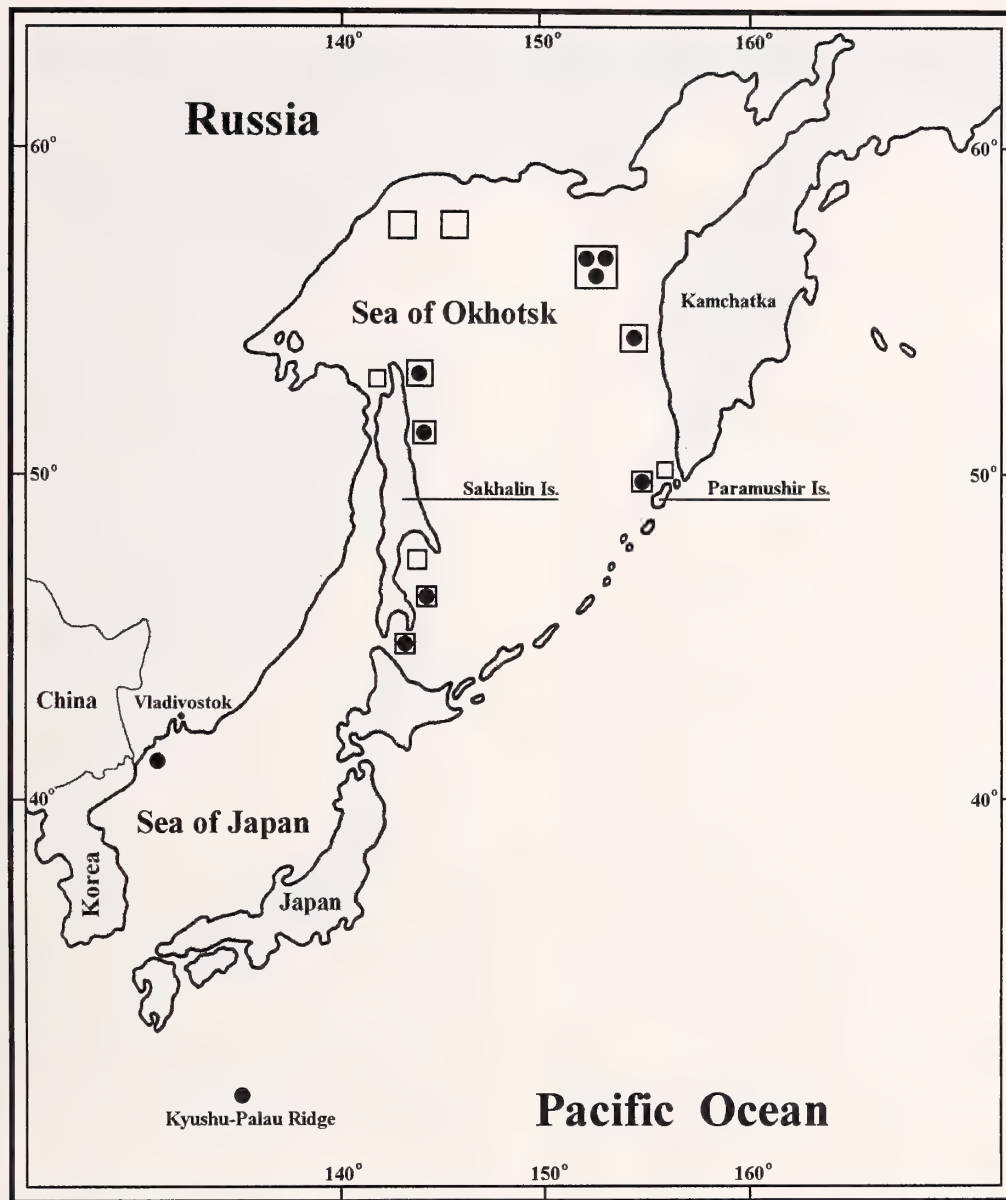 140° 150° 160°
Russia
60° 60°
Kamchatka
Sea of Okhotsk
50° 50°
Sakhalin Is. Paramushir Is.
China Vladivostok
40° 40°
Sea of Japan
Korea
Japan
Kyushu-Palau Ridge
Pacific Ocean
140° 150° 160°